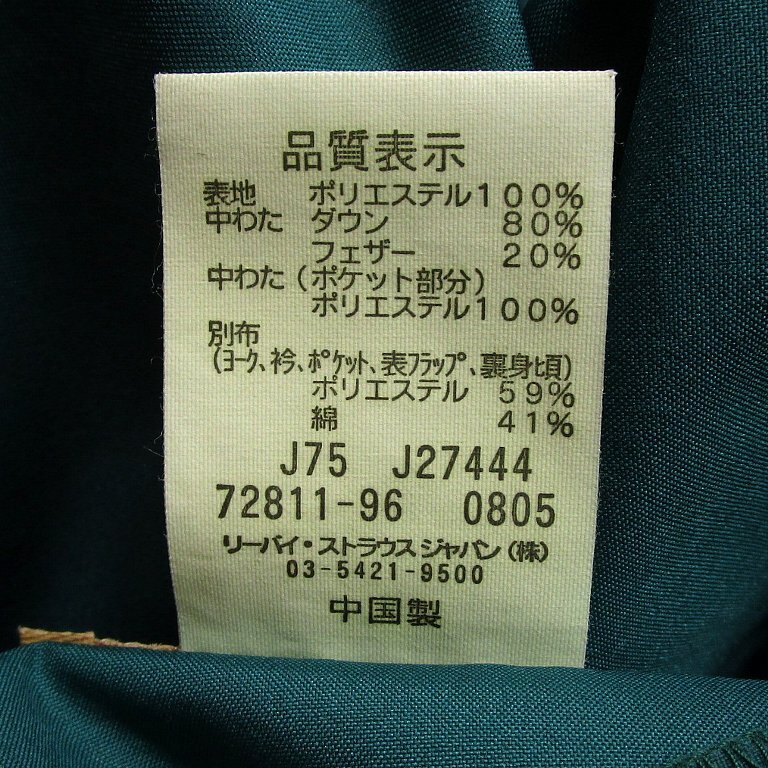 品質表示
表地 ポリエステル100%
中わた ダウン 80%
フェザー 20%
中わた(ポケット部分)
ポリエステル100%
別布
(ﾖｰｸ､衿､ﾎﾟｹｯﾄ､表ﾌﾗｯﾌﾟ､裏身頃)
ポリエステル 59%
綿 41%
J75 J27444
72811-96 0805
リーバイ・ストラウスジャパン(株)
03-5421-9500
中国製